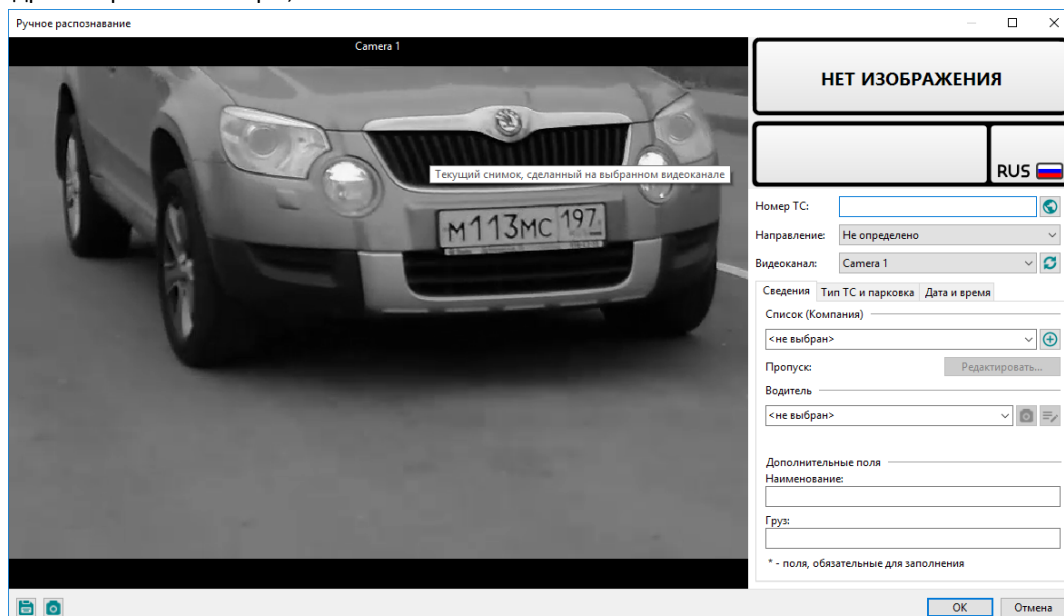 Ручное распознавание
Camera 1
НЕТ ИЗОБРАЖЕНИЯ
RUS
Текущий снимок, сделанный на выбранном видеоканале
М113МС 197
Номер ТС:
Направление: Не определено
Видеоканал: Camera 1
Сведения Тип ТС и парковка Дата и время
Список (Компания)
<не выбран>
Пропуск: Редактировать...
Водитель
<не выбран>
Дополнительные поля
Наименование:
Груз:
* - поля, обязательные для заполнения
OK Отмена